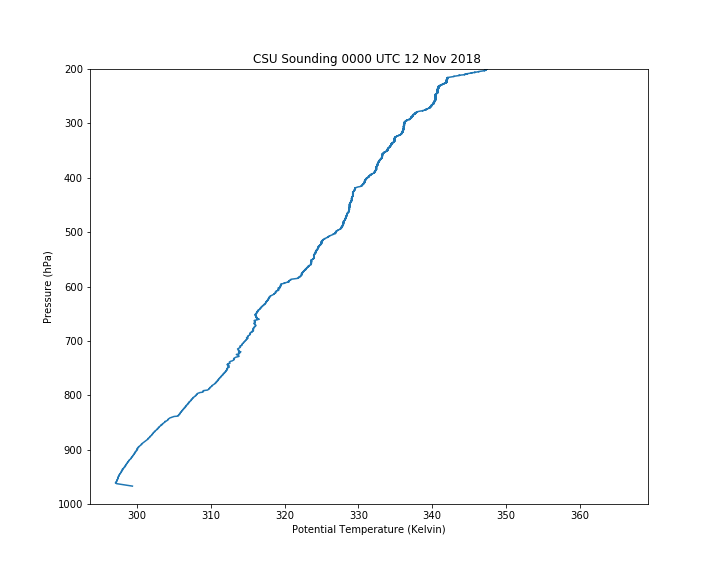 CSU Sounding 0000 UTC 12 Nov 2018
200
300
400
500
600
700
800
900
1000
Pressure (hPa)
300 310 320 330 340 350 360
Potential Temperature (Kelvin)